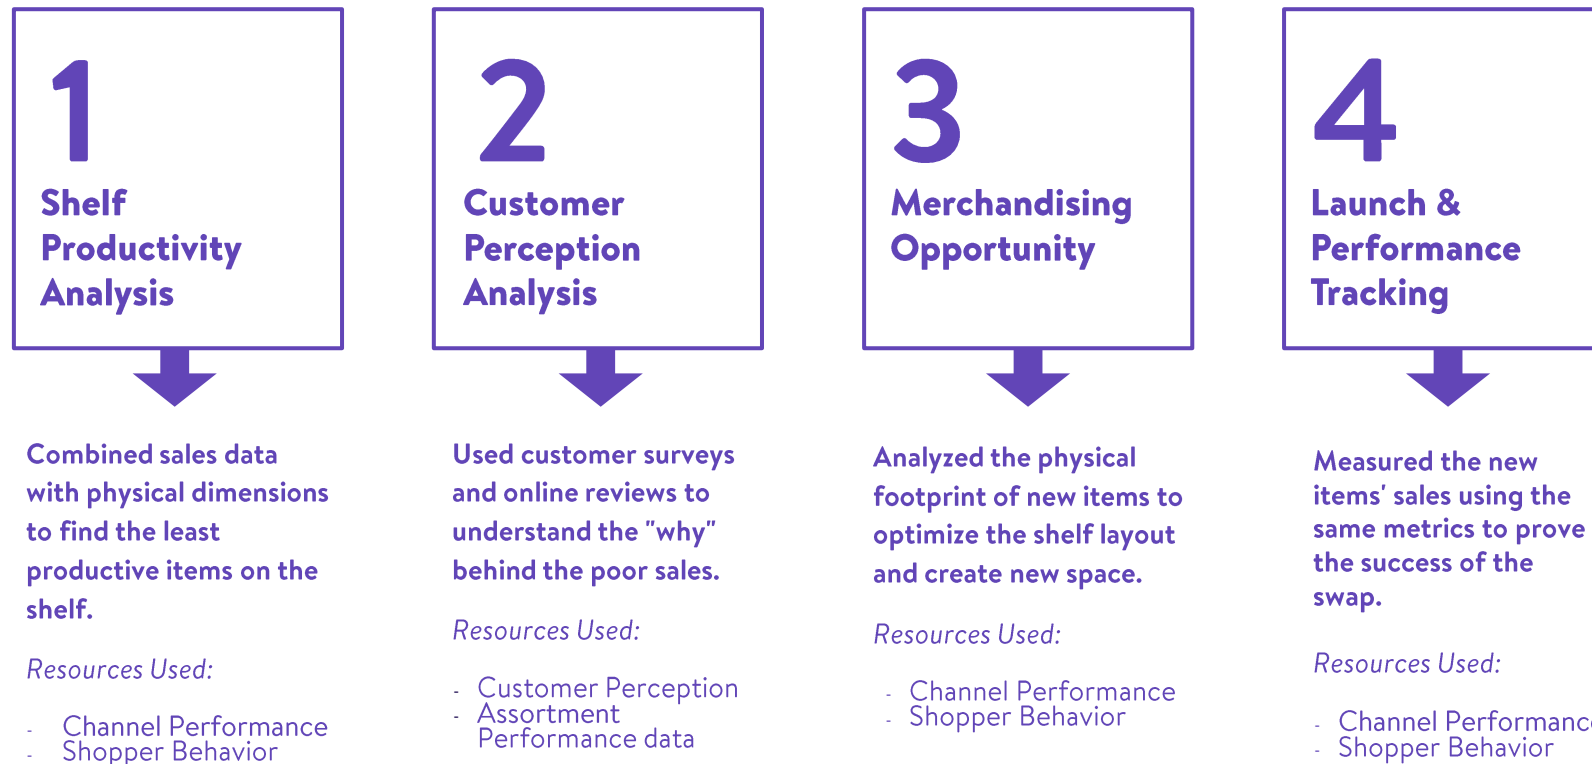 1
Shelf
Productivity
Analysis
Combined sales data
with physical dimensions
to find the least
productive items on the
shelf.
Resources Used:
- Channel Performance
- Shopper Behavior
2
Customer
Perception
Analysis
Used customer surveys
and online reviews to
understand the "why"
behind the poor sales.
Resources Used:
- Customer Perception
- Assortment
Performance data
3
Merchandising
Opportunity
Analyzed the physical
footprint of new items to
optimize the shelf layout
and create new space.
Resources Used:
- Channel Performance
- Shopper Behavior
4
Launch &
Performance
Tracking
Measured the new
items' sales using the
same metrics to prove
the success of the
swap.
Resources Used:
- Channel Performance
- Shopper Behavior